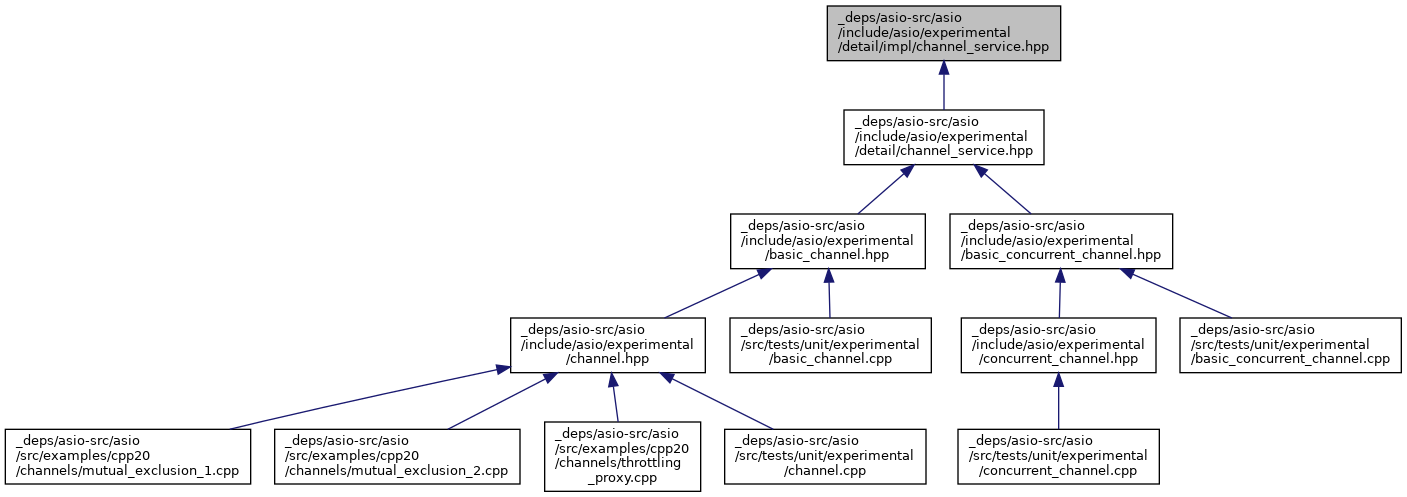 _deps/asio-src/asio
/include/asio/experimental
/detail/impl/channel_service.hpp
_deps/asio-src/asio
/include/asio/experimental
/detail/channel_service.hpp
_deps/asio-src/asio
/include/asio/experimental
/basic_channel.hpp
_deps/asio-src/asio
/include/asio/experimental
/basic_concurrent_channel.hpp
_deps/asio-src/asio
/include/asio/experimental
/channel.hpp
_deps/asio-src/asio
/src/tests/unit/experimental
/basic_channel.cpp
_deps/asio-src/asio
/include/asio/experimental
/concurrent_channel.hpp
_deps/asio-src/asio
/src/tests/unit/experimental
/basic_concurrent_channel.cpp
_deps/asio-src/asio
/src/examples/cpp20
/channels/mutual_exclusion_1.cpp
_deps/asio-src/asio
/src/examples/cpp20
/channels/mutual_exclusion_2.cpp
_deps/asio-src/asio
/src/examples/cpp20
/channels/throttling
_proxy.cpp
_deps/asio-src/asio
/src/tests/unit/experimental
/channel.cpp
_deps/asio-src/asio
/src/tests/unit/experimental
/concurrent_channel.cpp